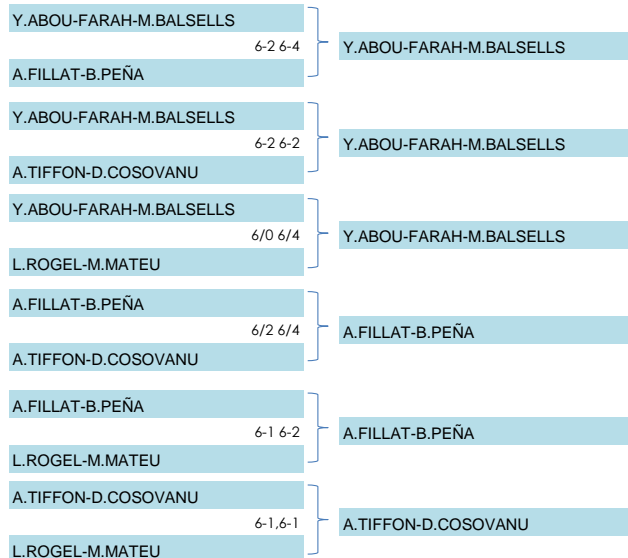 Y.ABOU-FARAH-M.BALSELLS
6-2 6-4
Y.ABOU-FARAH-M.BALSELLS
A.FILLAT-B.PEÑA
Y.ABOU-FARAH-M.BALSELLS
6-2 6-2
Y.ABOU-FARAH-M.BALSELLS
A.TIFFON-D.COSOVANU
Y.ABOU-FARAH-M.BALSELLS
6/0 6/4
Y.ABOU-FARAH-M.BALSELLS
L.ROGEL-M.MATEU
A.FILLAT-B.PEÑA
6/2 6/4
A.FILLAT-B.PEÑA
A.TIFFON-D.COSOVANU
A.FILLAT-B.PEÑA
6-1 6-2
A.FILLAT-B.PEÑA
L.ROGEL-M.MATEU
A.TIFFON-D.COSOVANU
6-1,6-1
A.TIFFON-D.COSOVANU
L.ROGEL-M.MATEU